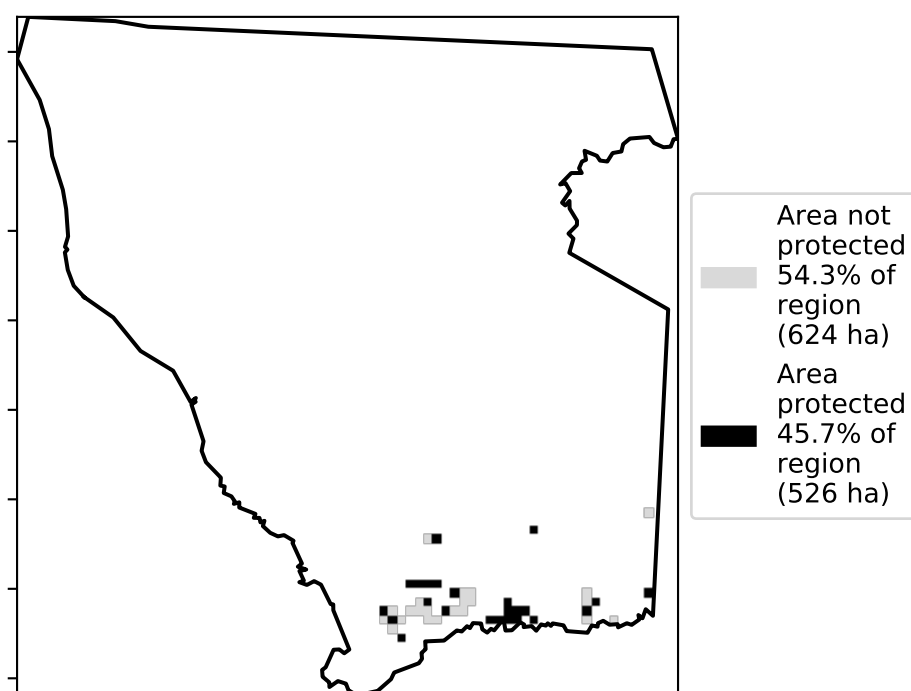 Area not
protected
54.3% of
region
(624 ha)
Area
protected
45.7% of
region
(526 ha)